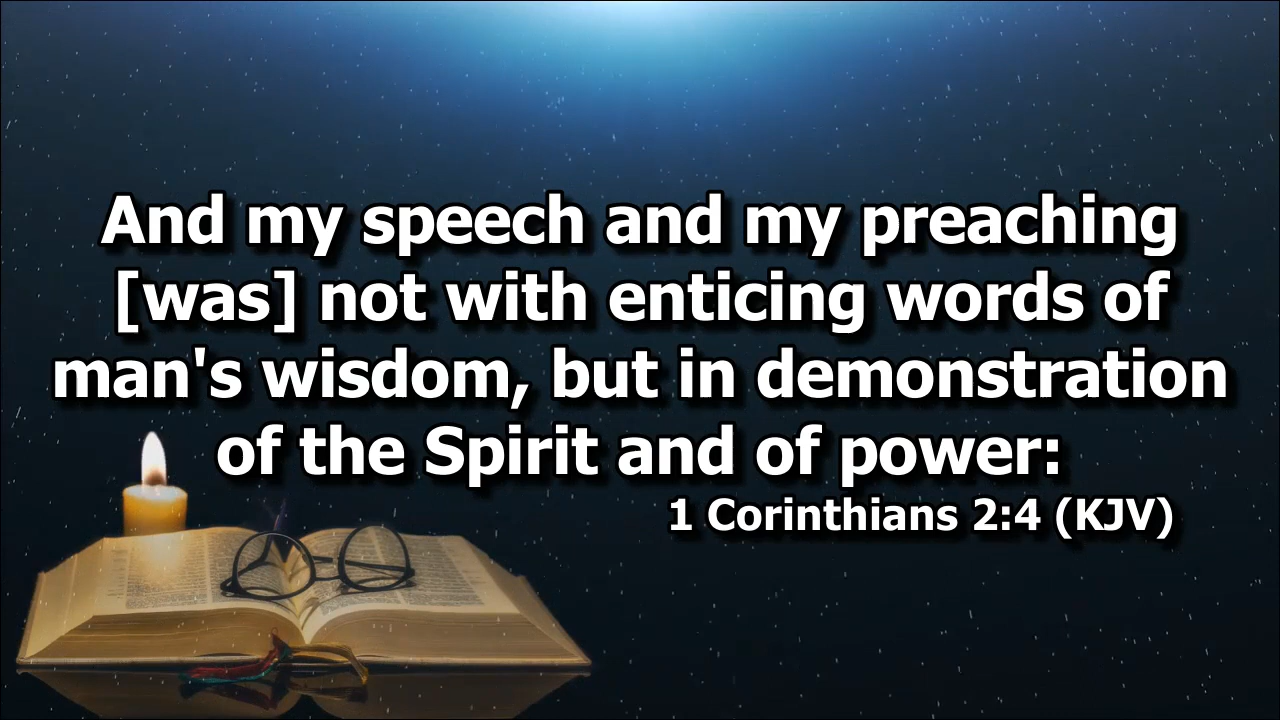 And my speech and my preaching
[was] not with enticing words of
man's wisdom, but in demonstration
of the Spirit and of power:
1 Corinthians 2:4 (KJV)